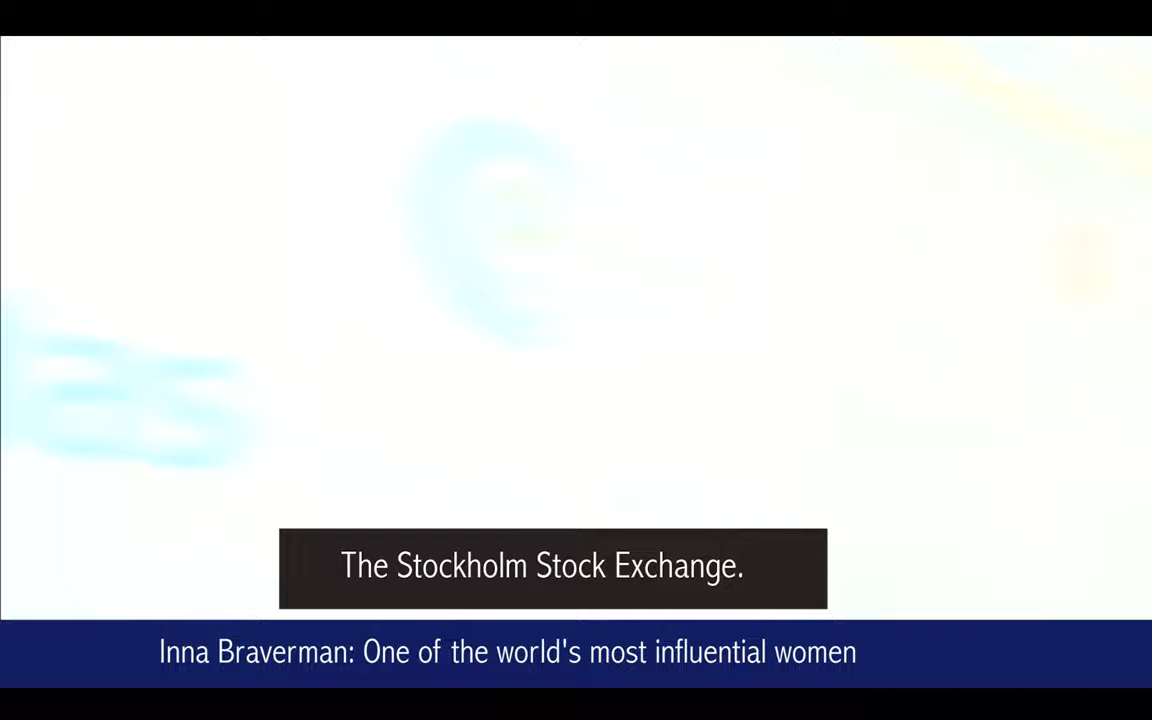 The Stockholm Stock Exchange.
Inna Braverman: One of the world's most influential women